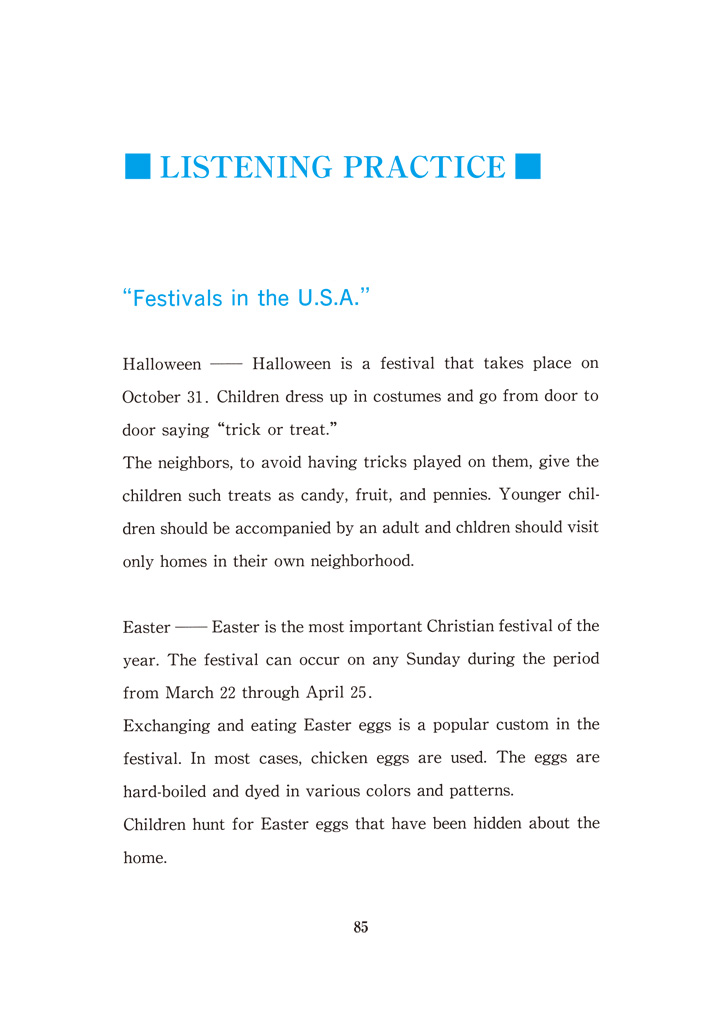 ■ LISTENING PRACTICE ■
“Festivals in the U.S.A.”
Halloween —— Halloween is a festival that takes place on
October 31. Children dress up in costumes and go from door to
door saying “trick or treat.”
The neighbors, to avoid having tricks played on them, give the
children such treats as candy, fruit, and pennies. Younger chil-
dren should be accompanied by an adult and chldren should visit
only homes in their own neighborhood.
Easter —— Easter is the most important Christian festival of the
year. The festival can occur on any Sunday during the period
from March 22 through April 25.
Exchanging and eating Easter eggs is a popular custom in the
festival. In most cases, chicken eggs are used. The eggs are
hard-boiled and dyed in various colors and patterns.
Children hunt for Easter eggs that have been hidden about the
home.
85